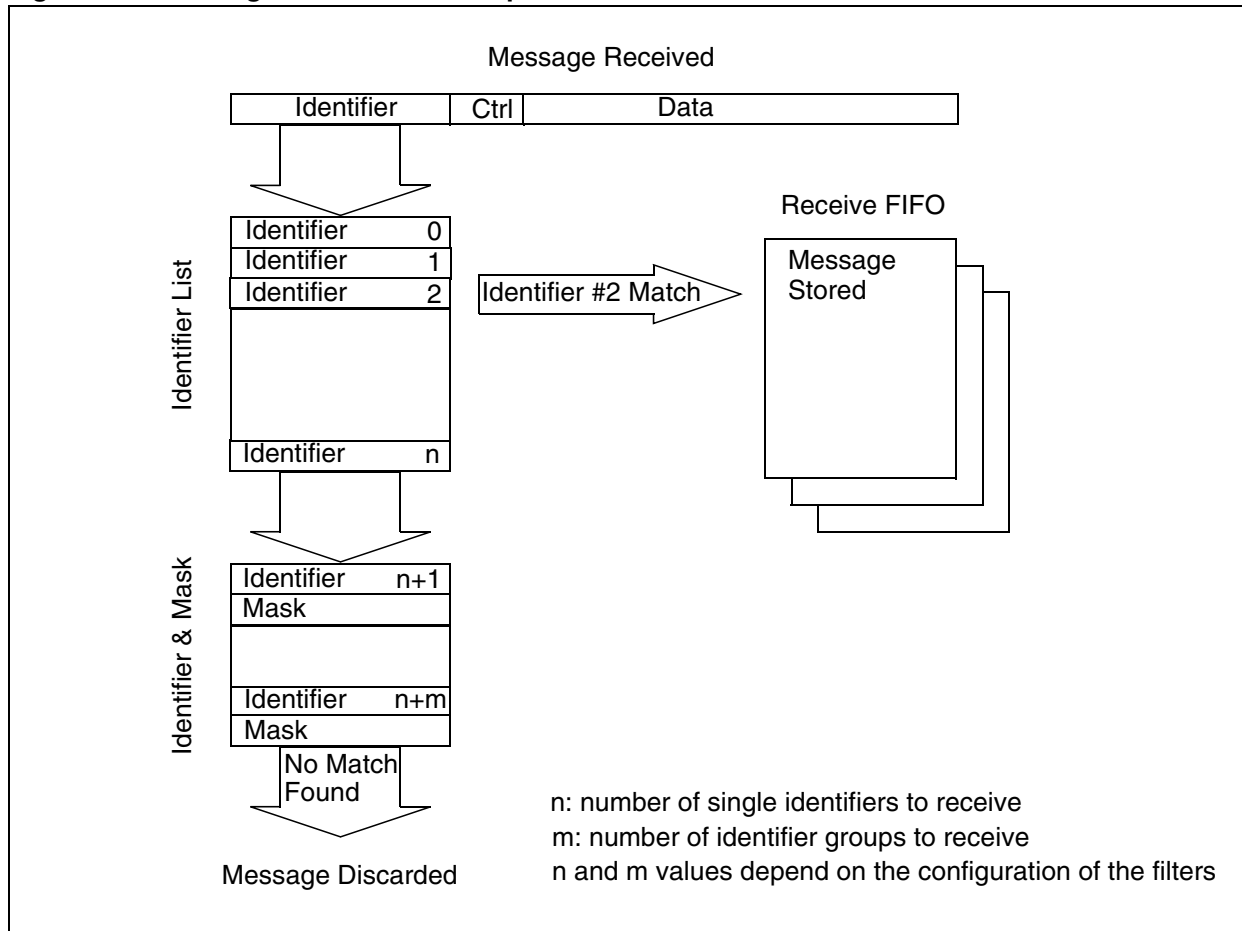 Message Received
Identifier Ctrl Data
Receive FIFO
Identifier List
Identifier 0
Identifier 1
Identifier 2
Identifier #2 Match
Message
Stored
Identifier n
Identifier & Mask
Identifier n+1
Mask
Identifier n+m
Mask
No Match
Found
Message Discarded
n: number of single identifiers to receive
m: number of identifier groups to receive
n and m values depend on the configuration of the filters